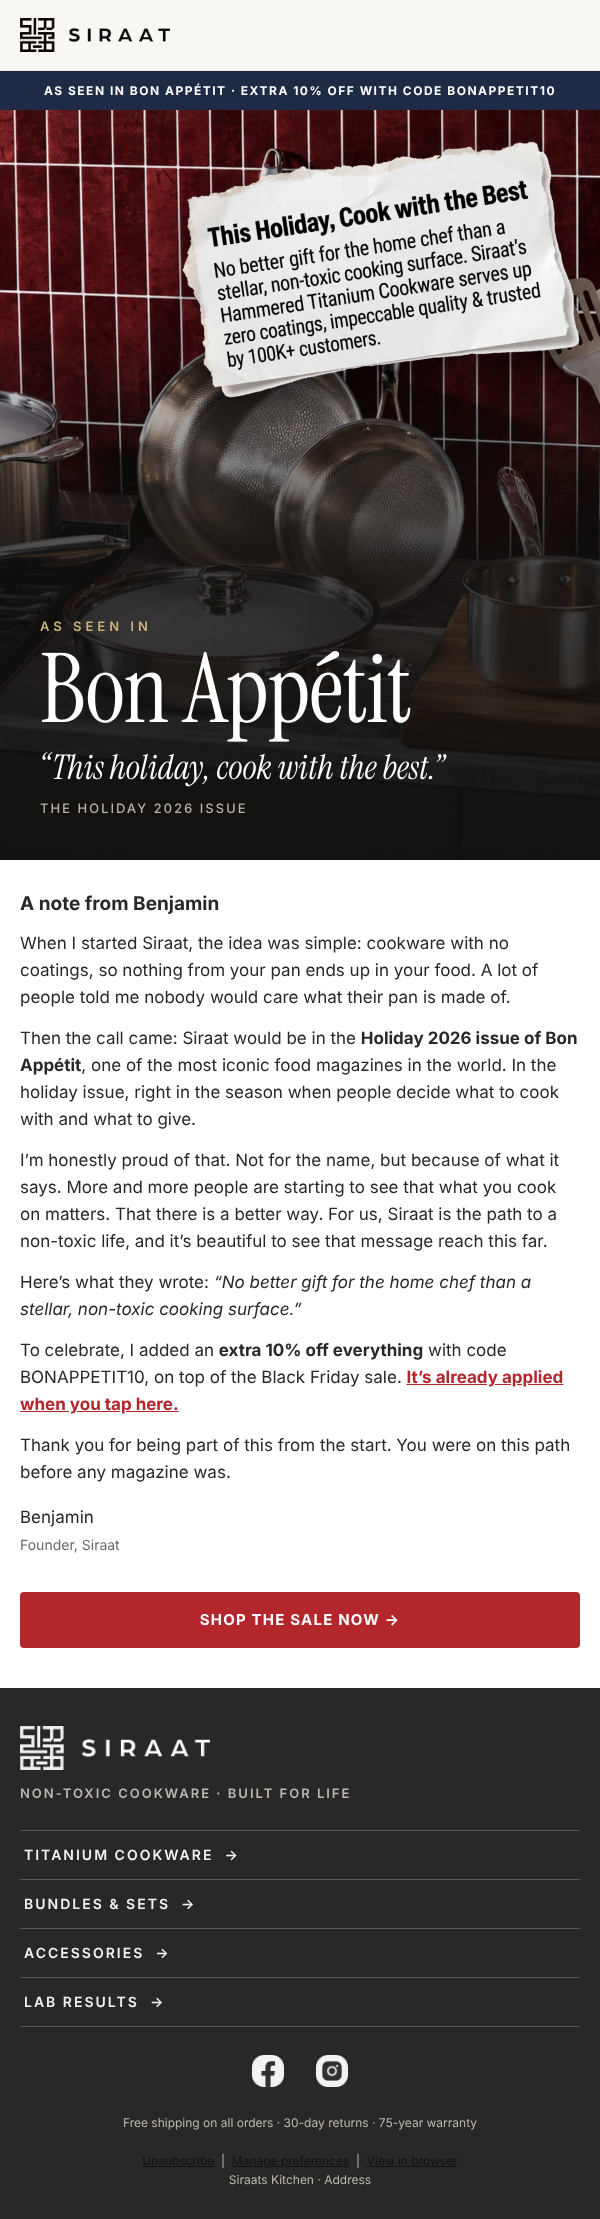 SIRAAT
AS SEEN IN BON APPÉTIT · EXTRA 10% OFF WITH CODE BONAPPETIT10
This Holiday, Cook with the Best
No better gift for the home chef than a
stellar, non-toxic cooking surface. Siraat's
Hammered Titanium Cookware serves up
zero coatings, impeccable quality & trusted
by 100K+ customers.
AS SEEN IN
Bon Appétit
“This holiday, cook with the best.”
THE HOLIDAY 2026 ISSUE
A note from Benjamin
When I started Siraat, the idea was simple: cookware with no
coatings, so nothing from your pan ends up in your food. A lot of
people told me nobody would care what their pan is made of.
Then the call came: Siraat would be in the Holiday 2026 issue of Bon
Appétit, one of the most iconic food magazines in the world. In the
holiday issue, right in the season when people decide what to cook
with and what to give.
I’m honestly proud of that. Not for the name, but because of what it
says. More and more people are starting to see that what you cook
on matters. That there is a better way. For us, Siraat is the path to a
non-toxic life, and it’s beautiful to see that message reach this far.
Here’s what they wrote: “No better gift for the home chef than a
stellar, non-toxic cooking surface.”
To celebrate, I added an extra 10% off everything with code
BONAPPETIT10, on top of the Black Friday sale. It’s already applied
when you tap here.
Thank you for being part of this from the start. You were on this path
before any magazine was.
Benjamin
Founder, Siraat
SHOP THE SALE NOW →
SIRAAT
NON-TOXIC COOKWARE · BUILT FOR LIFE
TITANIUM COOKWARE →
BUNDLES & SETS →
ACCESSORIES →
LAB RESULTS →
Free shipping on all orders · 30-day returns · 75-year warranty
Unsubscribe | Manage preferences | View in browser
Siraats Kitchen · Address